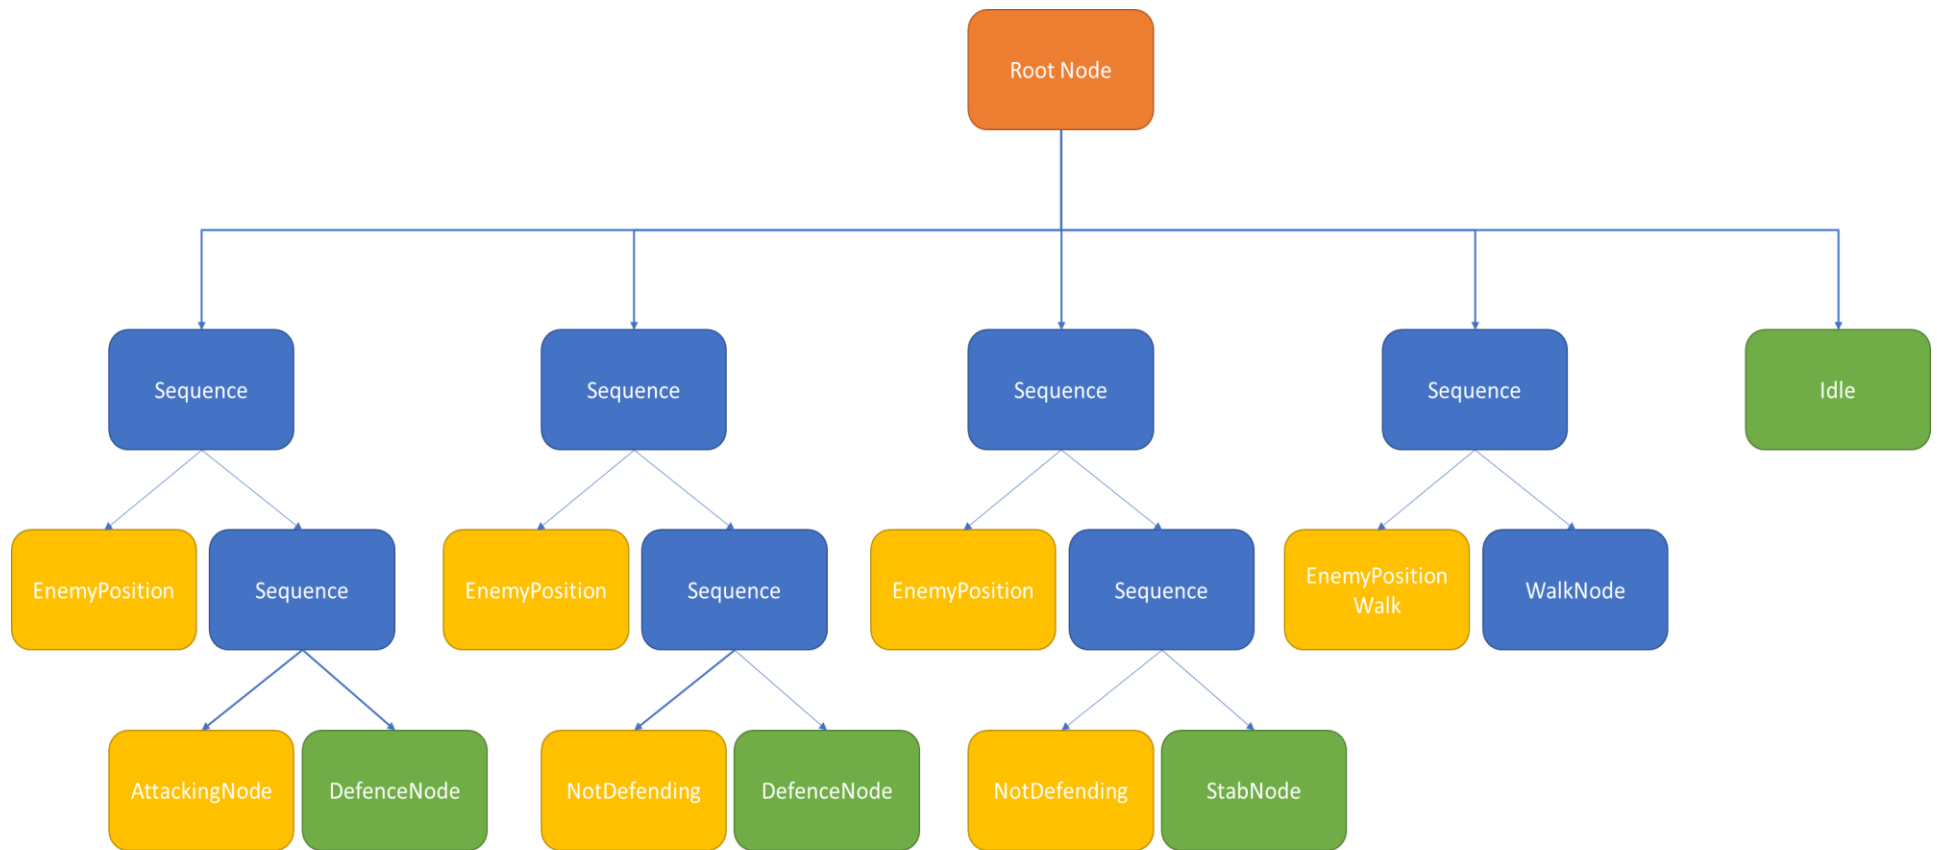 Root Node
Sequence
Sequence
Sequence
Sequence
Idle
EnemyPosition
Sequence
EnemyPosition
Sequence
EnemyPosition
Sequence
EnemyPosition
Walk
WalkNode
AttackingNode
DefenceNode
NotDefending
DefenceNode
NotDefending
StabNode